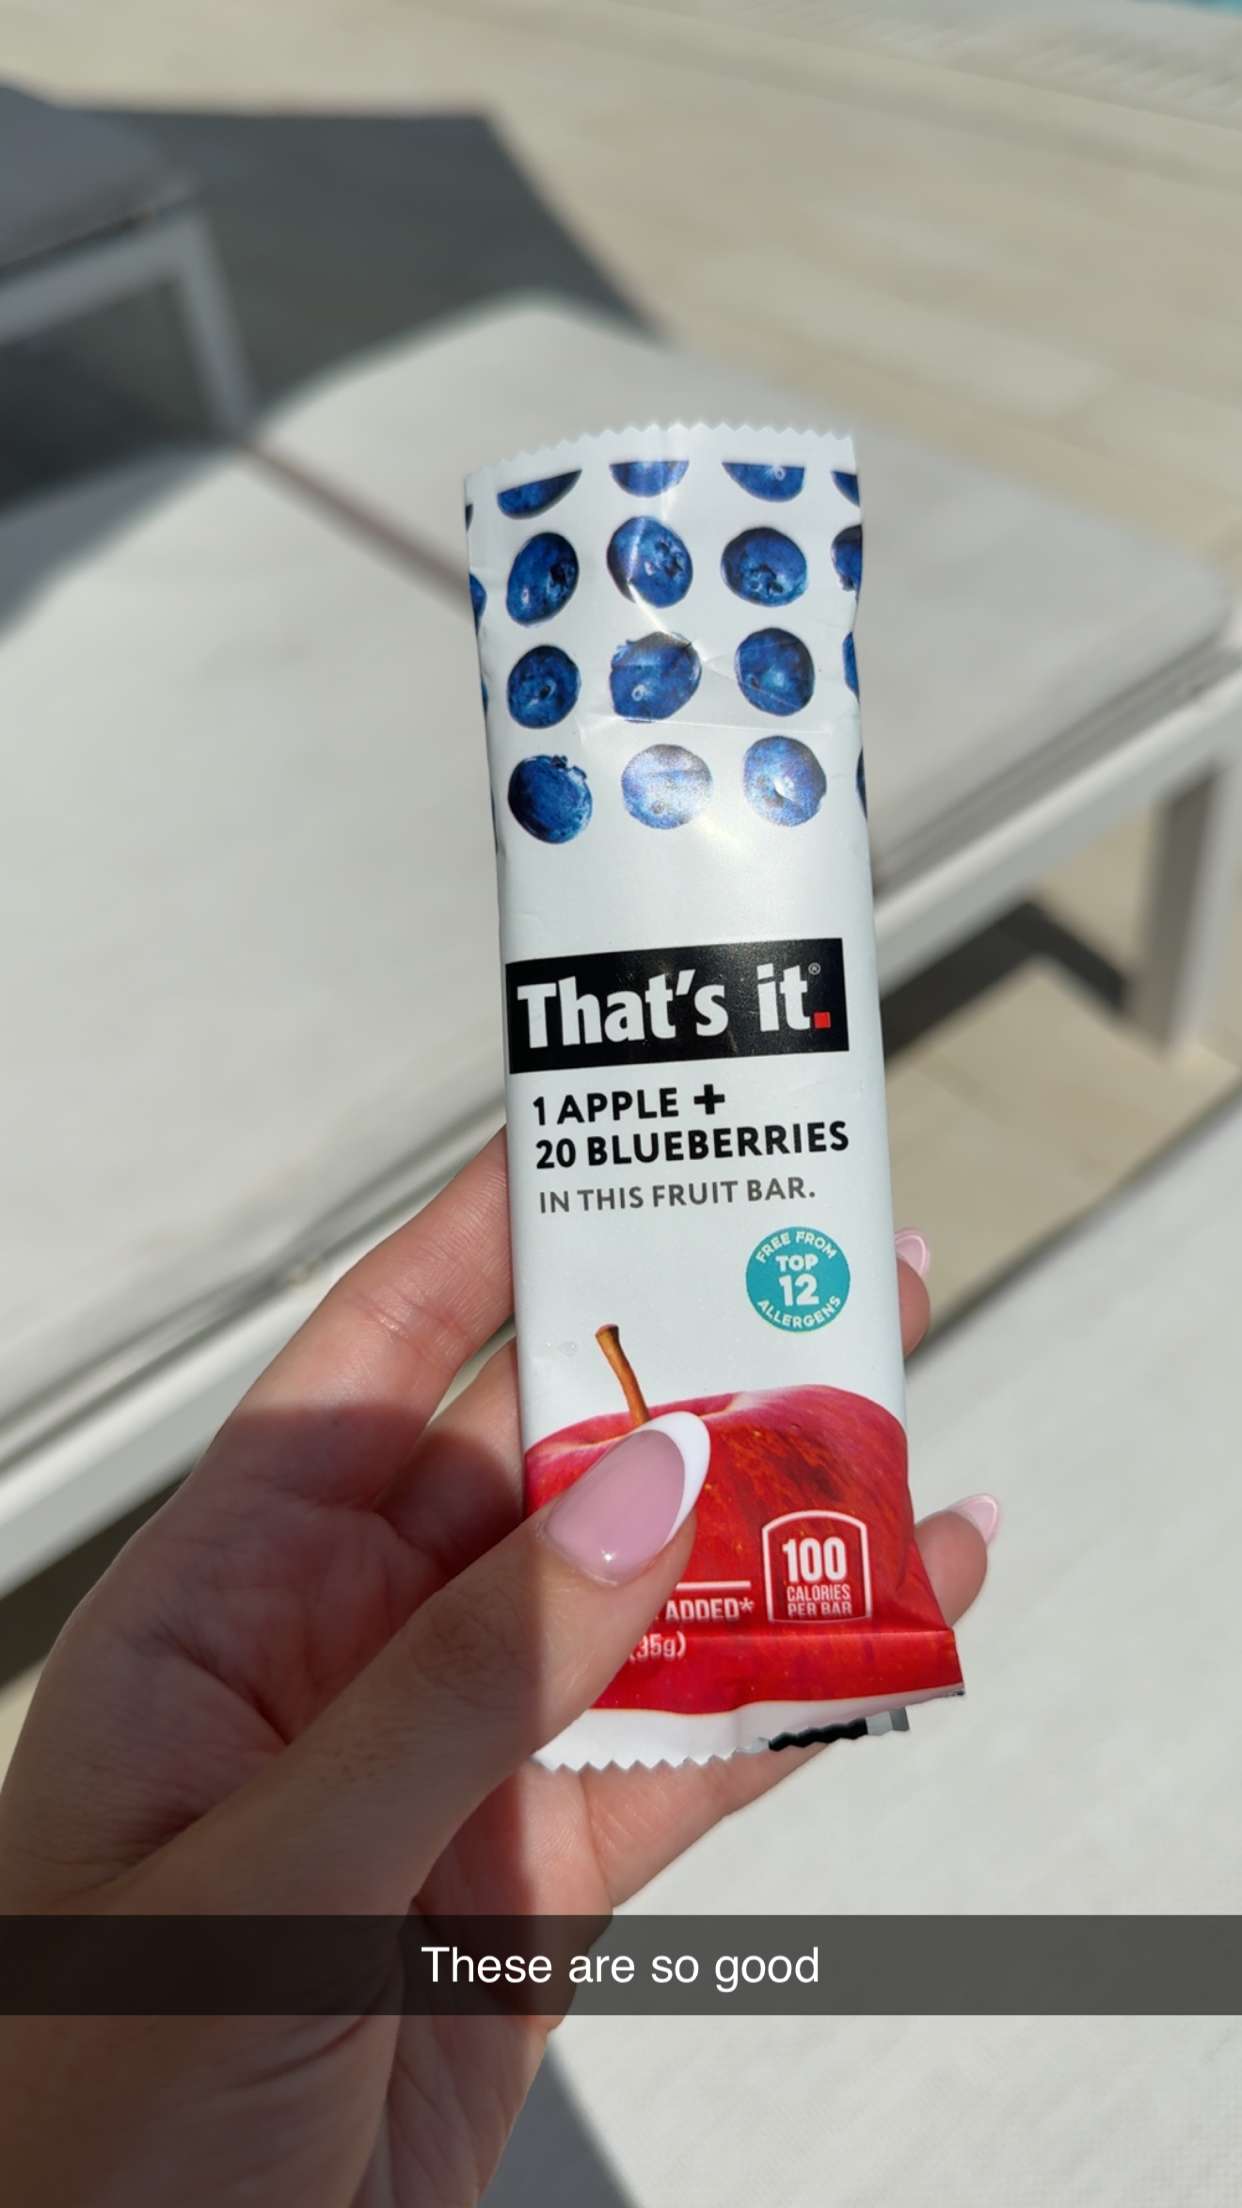 That's it.®
1 APPLE +
20 BLUEBERRIES
IN THIS FRUIT BAR.
FREE FROM
TOP
12
ALLERGENS
100
CALORIES
PER BAR
ADDED*
(35g)
These are so good